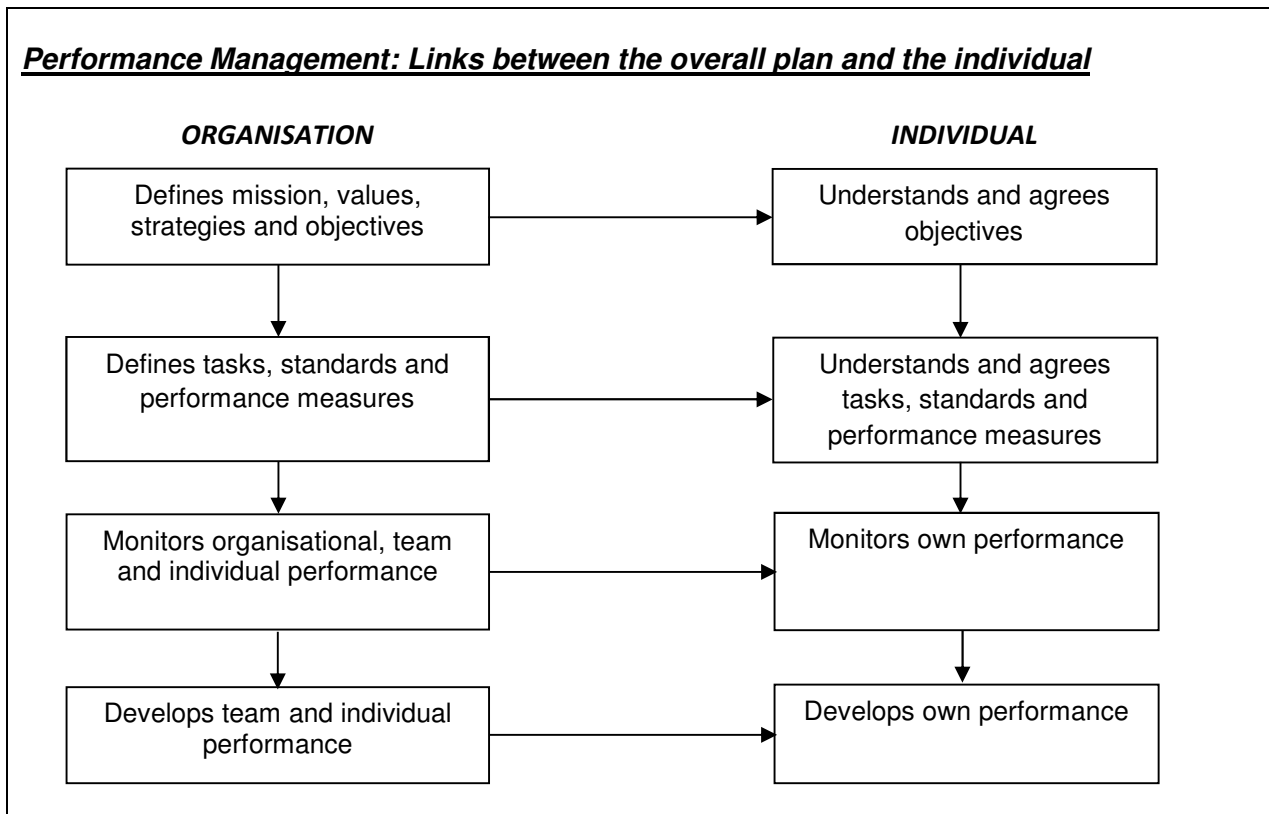 Performance Management: Links between the overall plan and the individual
ORGANISATION
INDIVIDUAL
Defines mission, values,
strategies and objectives
Understands and agrees
objectives
Defines tasks, standards and
performance measures
Understands and agrees
tasks, standards and
performance measures
Monitors organisational, team
and individual performance
Monitors own performance
Develops team and individual
performance
Develops own performance